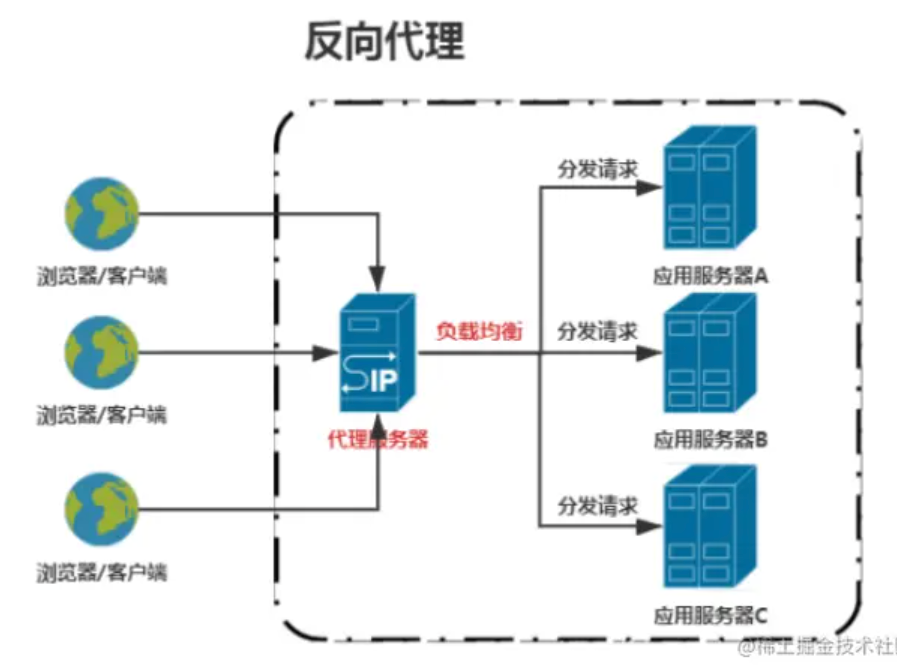 反向代理
分发请求
浏览器/客户端
应用服务器A
负载均衡
分发请求
SIP
浏览器/客户端
代理服务器
应用服务器B
分发请求
浏览器/客户端
应用服务器C
@稀土掘金技术社